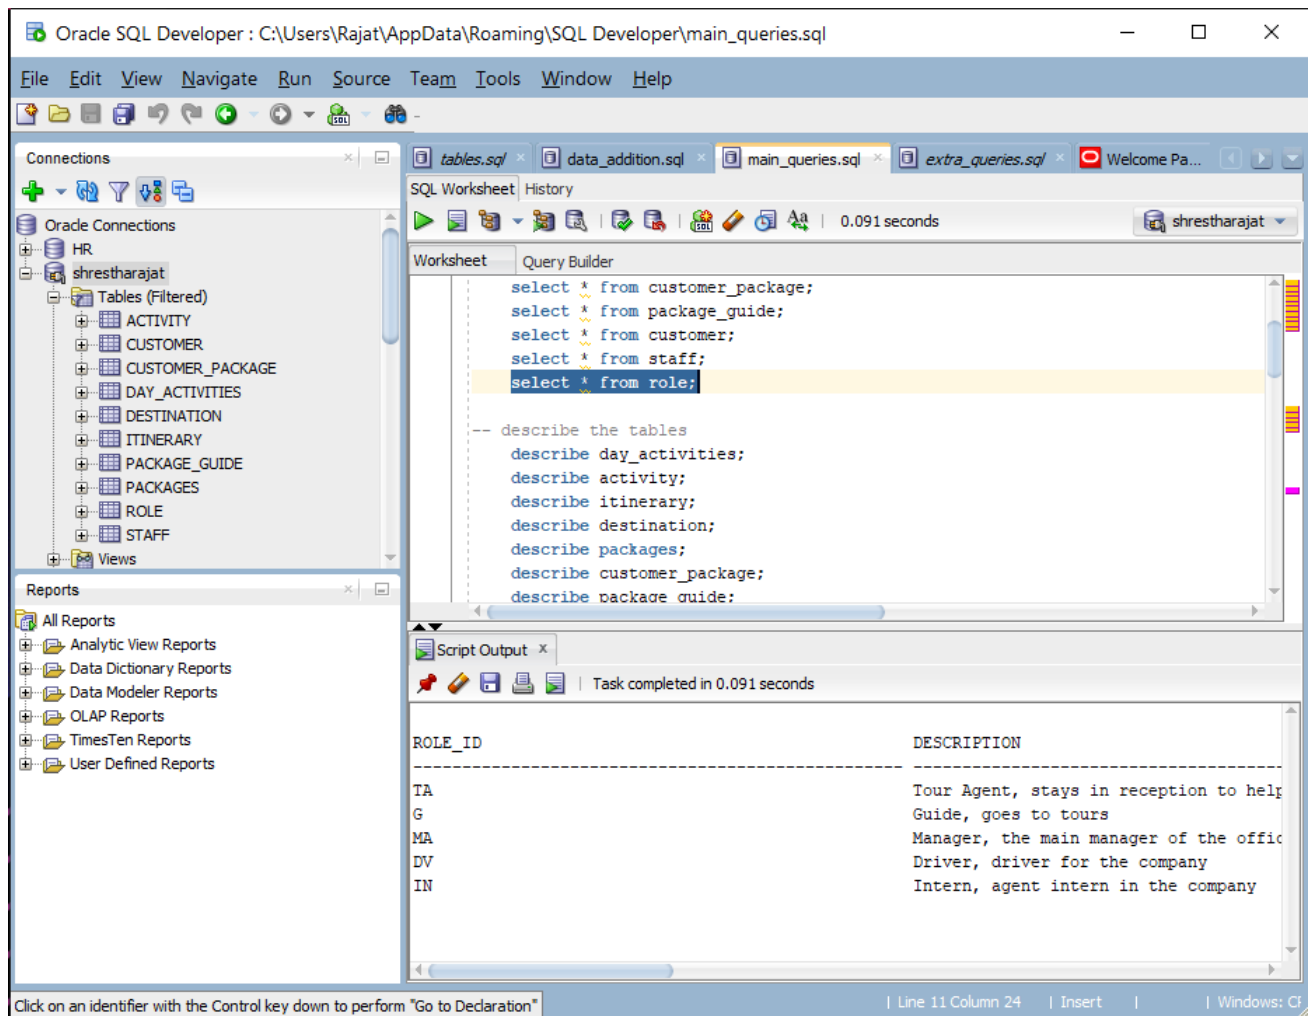 Oracle SQL Developer : C:\Users\Rajat\AppData\Roaming\SQL Developer\main_queries.sql
File Edit View Navigate Run Source Team Tools Window Help
Connections
Oracle Connections
HR
shrestharajat
Tables (Filtered)
ACTIVITY
CUSTOMER
CUSTOMER_PACKAGE
DAY_ACTIVITIES
DESTINATION
ITINERARY
PACKAGE_GUIDE
PACKAGES
ROLE
STAFF
Views
Reports
All Reports
Analytic View Reports
Data Dictionary Reports
Data Modeler Reports
OLAP Reports
TimesTen Reports
User Defined Reports
tables.sql data_addition.sql main_queries.sql extra_queries.sql Welcome Pa...
SQL Worksheet History
0.091 seconds shrestharajat
Worksheet Query Builder
select * from customer_package;
select * from package_guide;
select * from customer;
select * from staff;
select * from role;
-- describe the tables
describe day_activities;
describe activity;
describe itinerary;
describe destination;
describe packages;
describe customer_package;
describe package_guide;
Script Output x
Task completed in 0.091 seconds
ROLE_ID DESCRIPTION
TA Tour Agent, stays in reception to help
G Guide, goes to tours
MA Manager, the main manager of the offic
DV Driver, driver for the company
IN Intern, agent intern in the company
Click on an identifier with the Control key down to perform "Go to Declaration" | Line 11 Column 24 | Insert | | Windows: CF